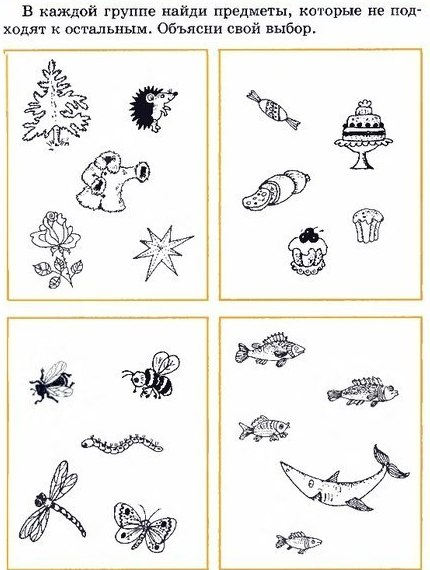 В каждой группе найди предметы, которые не под-
ходят к остальным. Объясни свой выбор.